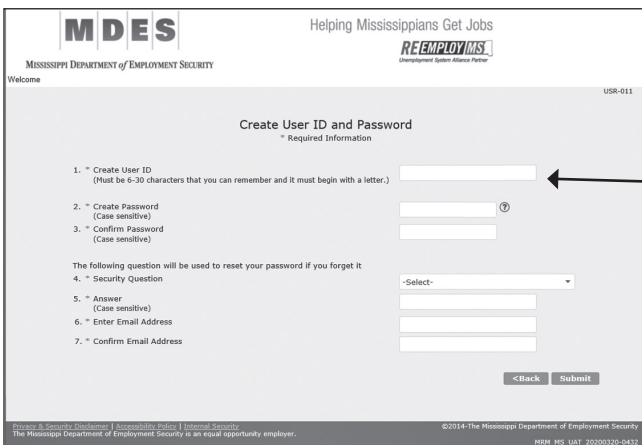 MDES
Helping Mississippians Get Jobs
REEMPLOY MS
Unemployment System Alliance Partner
MISSISSIPPI DEPARTMENT of EMPLOYMENT SECURITY
Welcome
USR-011
Create User ID and Password
* Required Information
1. * Create User ID
(Must be 6-30 characters that you can remember and it must begin with a letter.)
2. * Create Password
(Case sensitive)
?
3. * Confirm Password
(Case sensitive)
The following question will be used to reset your password if you forget it
4. * Security Question
-Select-
5. * Answer
(Case sensitive)
6. * Enter Email Address
7. * Confirm Email Address
<Back Submit
Privacy & Security Disclaimer | Accessibility Policy | Internal Security
©2014-The Mississippi Department of Employment Security
The Mississippi Department of Employment Security is an equal opportunity employer.
MRM_MS_UAT_20200320-0432